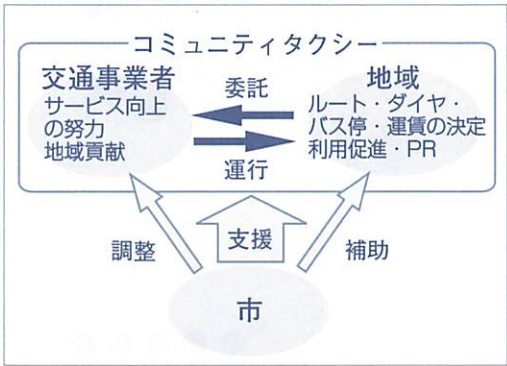 コミュニティタクシー
交通事業者
サービス向上
の努力
地域貢献
委託
運行
地域
ルート・ダイヤ・
バス停・運賃の決定
利用促進・PR
調整
支援
補助
市